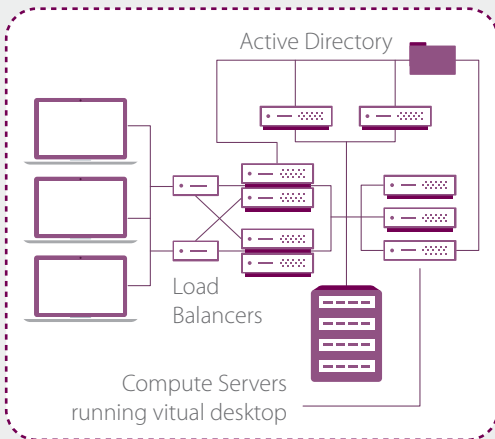 Active Directory
Load
Balancers
Compute Servers
running vitual desktop